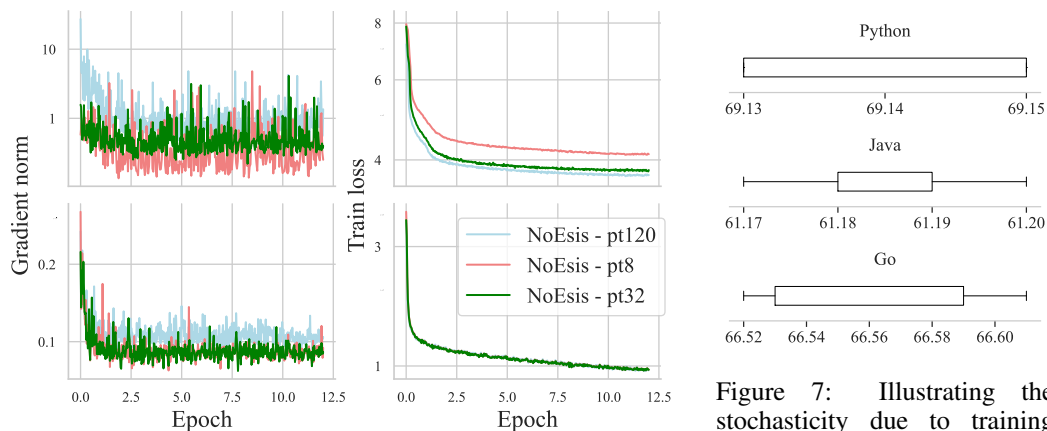 Gradient norm
10
1
0.2
0.1
0.0 2.5 5.0 7.5 10.0 12.5
Epoch
Train loss
8
6
4
3
1
NoEsis - pt120
NoEsis - pt8
NoEsis - pt32
0.0 2.5 5.0 7.5 10.0 12.5
Epoch
Python
69.13 69.14 69.15
Java
61.17 61.18 61.19 61.20
Go
66.52 66.54 66.56 66.58 66.60
Figure 7: Illustrating the
stochasticity due to training